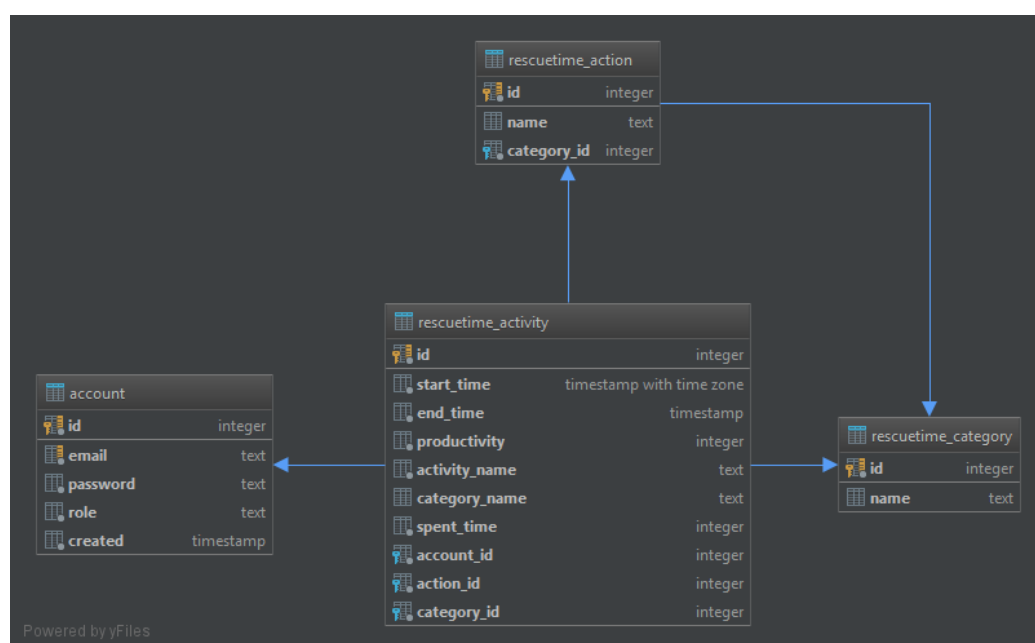 rescuetime_action
id integer
name text
category_id integer
rescuetime_activity
id integer
start_time timestamp with time zone
end_time timestamp
productivity integer
activity_name text
category_name text
spent_time integer
account_id integer
action_id integer
category_id integer
account
id integer
email text
password text
role text
created timestamp
rescuetime_category
id integer
name text
Powered by yFiles